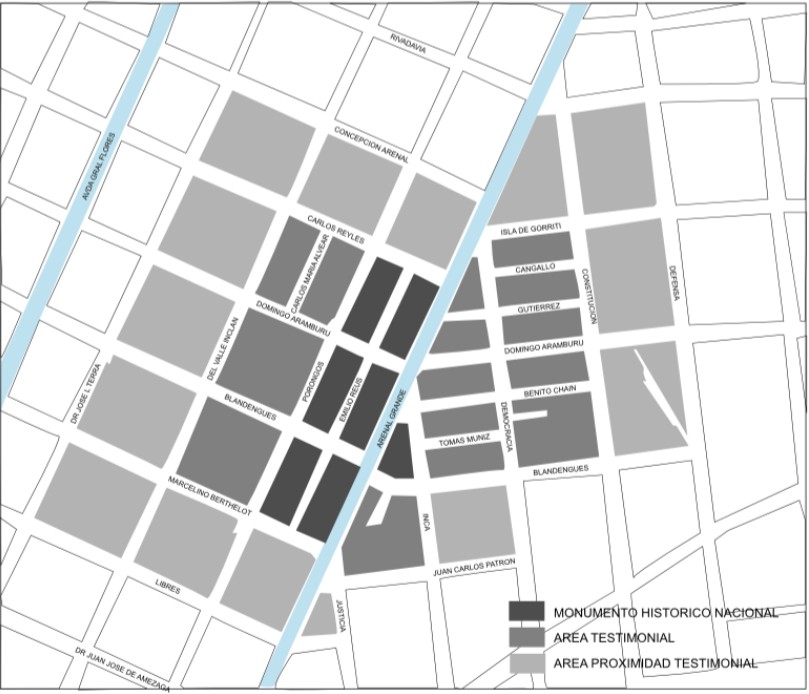 RIVADAVIA
CONCEPCION ARENAL
AVDA GRAL FLORES
CARLOS REYLES
ISLA DE GORRITI
CARLOS MARIA ALVEAR
CANGALLO
CONSTITUCION
DEFENSA
GUTIERREZ
DOMINGO ARAMBURU
DOMINGO ARAMBURU
DEL VALLE INCLAN
PORONGOS
EMILIO REUS
BENITO CHAIN
DR JOSE L TERRA
BLANDENGUES
ARENAL GRANDE
DEMOCRACIA
TOMAS MUNIZ
BLANDENGUES
MARCELINO BERTHELOT
INCA
JUAN CARLOS PATRON
LIBRES
JUSTICIA
MONUMENTO HISTORICO NACIONAL
AREA TESTIMONIAL
AREA PROXIMIDAD TESTIMONIAL
DR JUAN JOSE DE AMEZAGA